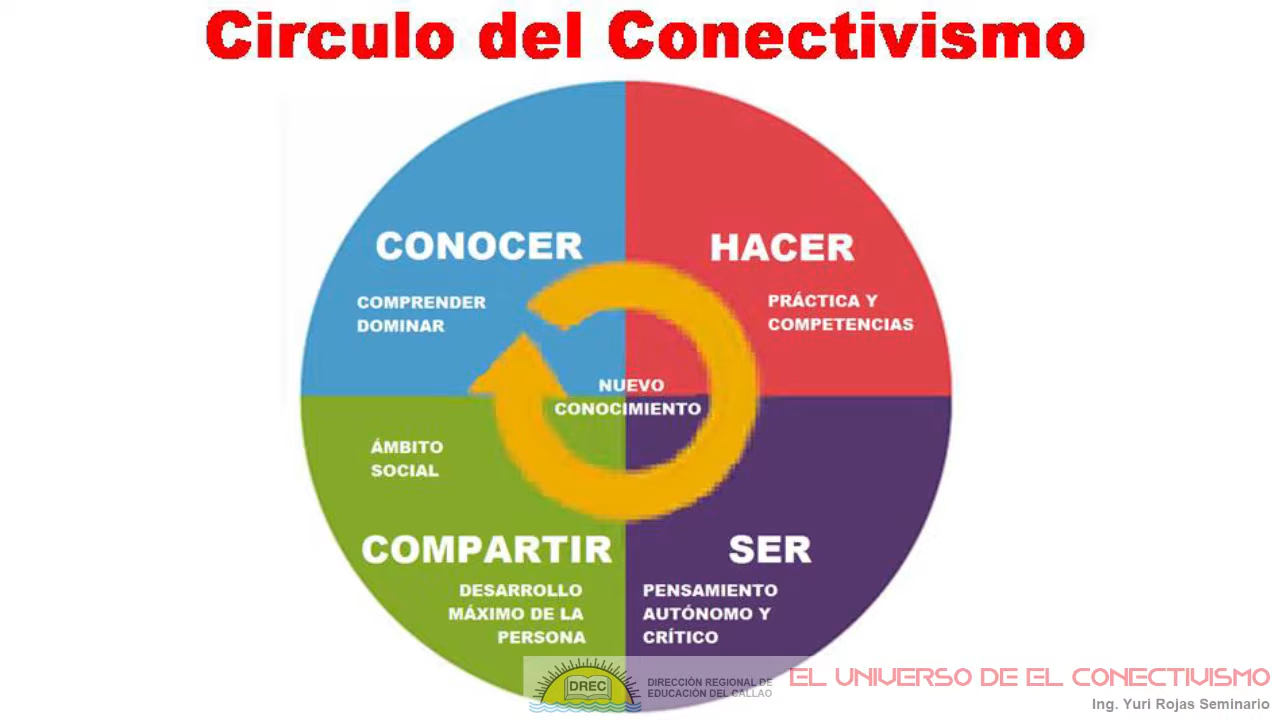 Circulo del Conectivismo
CONOCER
COMPRENDER
DOMINAR
HACER
PRÁCTICA Y
COMPETENCIAS
NUEVO
CONOCIMIENTO
ÁMBITO
SOCIAL
COMPARTIR
DESARROLLO
MÁXIMO DE LA
PERSONA
SER
PENSAMIENTO
AUTÓNOMO Y
CRÍTICO
DREC
DIRECCIÓN REGIONAL DE
EDUCACIÓN DEL CALLAO
EL UNIVERSO DE EL CONECTIVISMO
Ing. Yuri Rojas Seminario